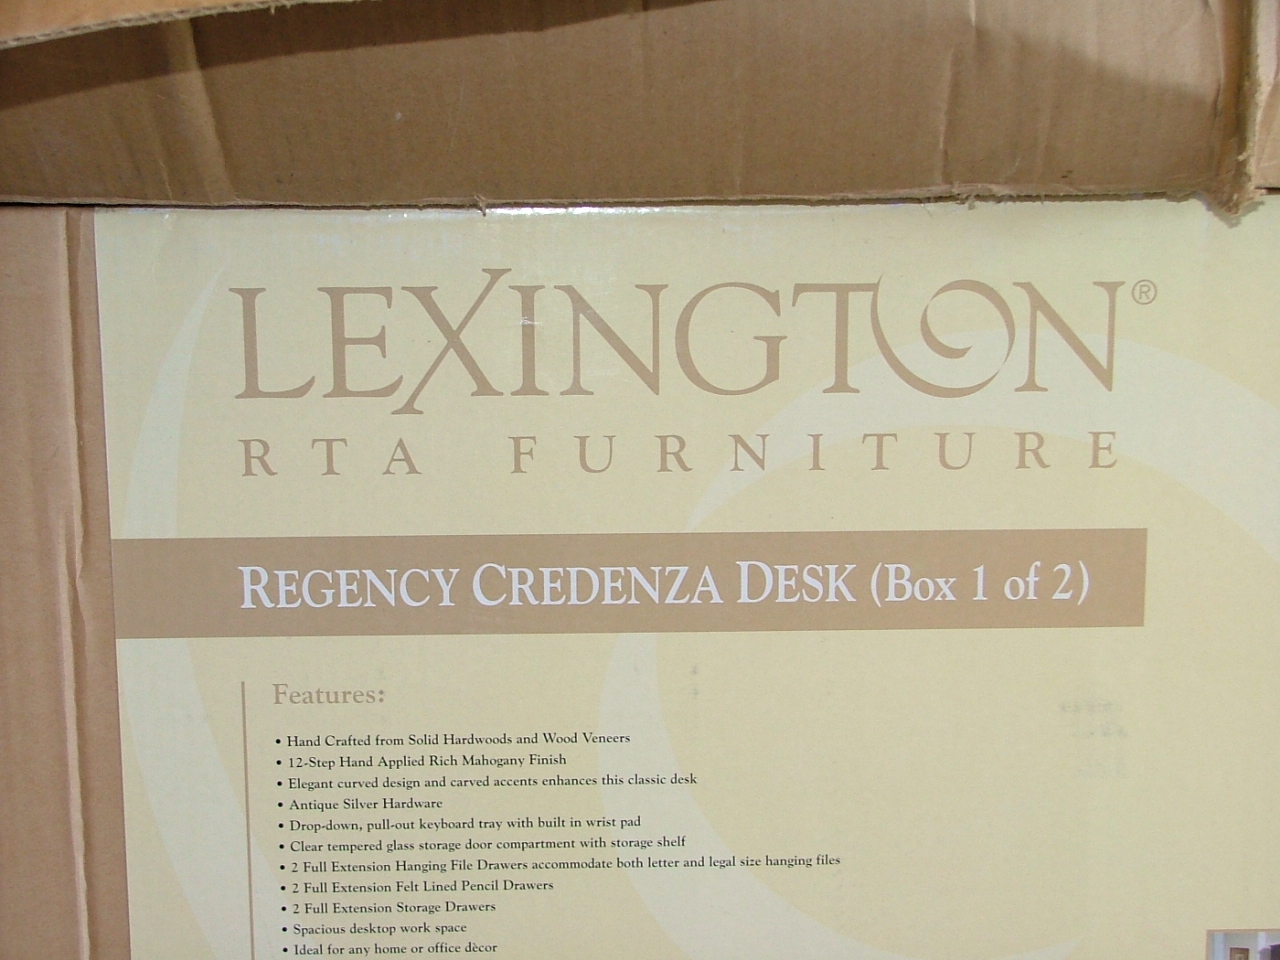 LEXINGTON®
RTA FURNITURE
REGENCY CREDENZA DESK (Box 1 of 2)
Features:
• Hand Crafted from Solid Hardwoods and Wood Veneers
• 12-Step Hand Applied Rich Mahogany Finish
• Elegant curved design and carved accents enhances this classic desk
• Antique Silver Hardware
• Drop-down, pull-out keyboard tray with built in wrist pad
• Clear tempered glass storage door compartment with storage shelf
• 2 Full Extension Hanging File Drawers accommodate both letter and legal size hanging files
• 2 Full Extension Felt Lined Pencil Drawers
• 2 Full Extension Storage Drawers
• Spacious desktop work space
• Ideal for any home or office dècor